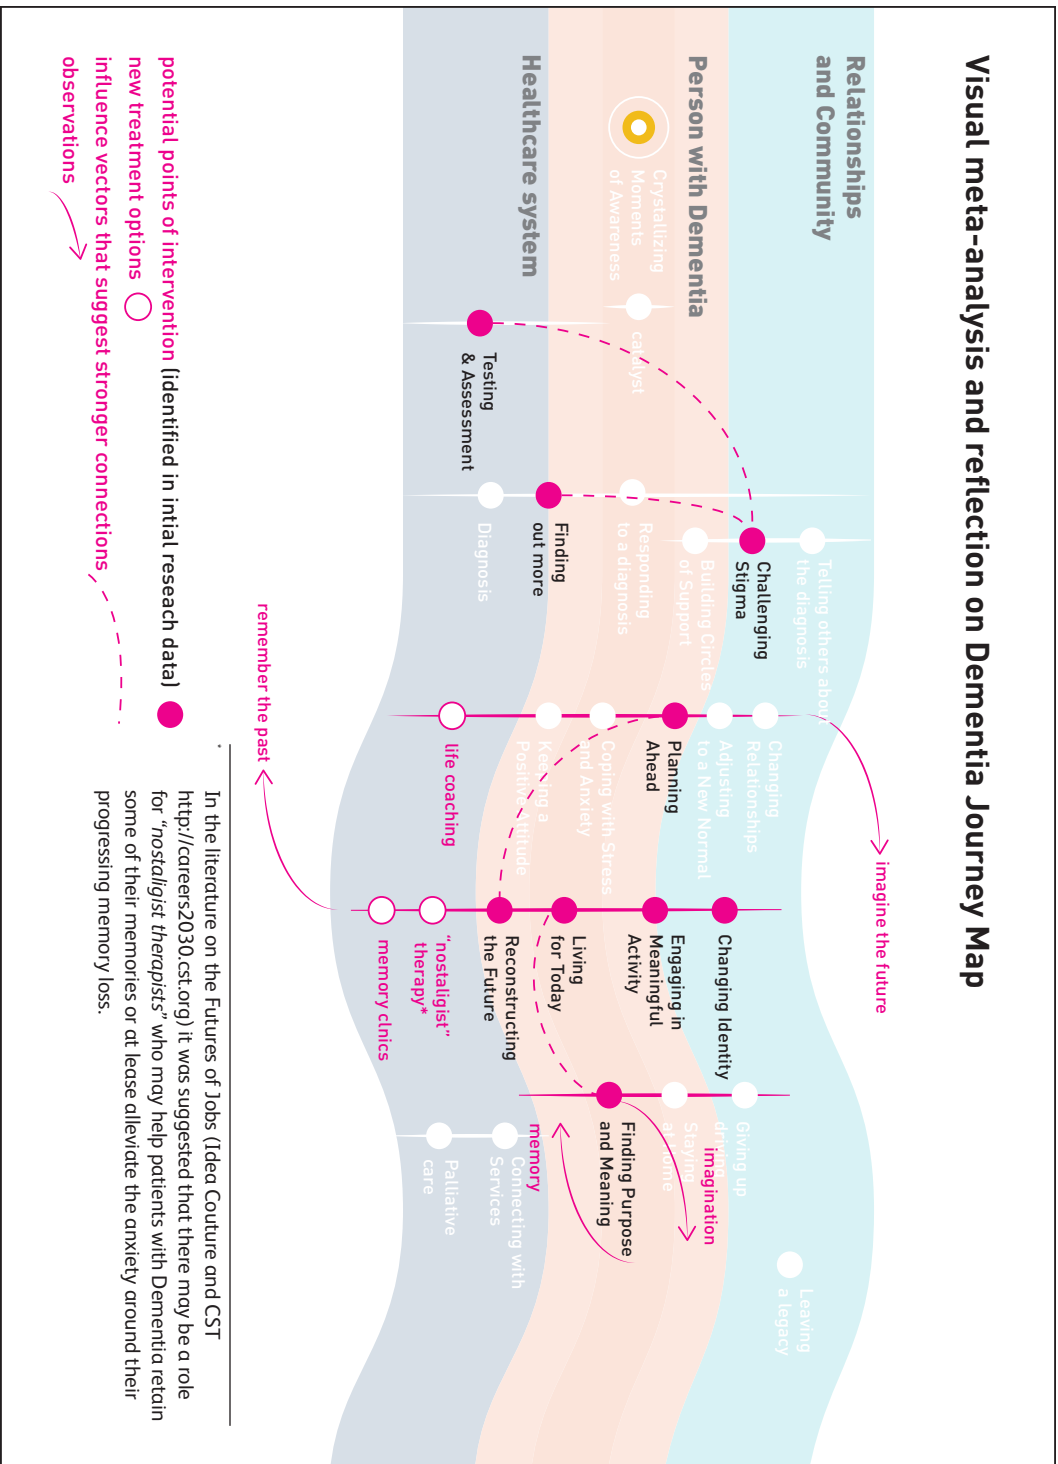 Visual meta-analysis and reflection on Dementia Journey Map
Relationships
and Community
Person with Dementia
Healthcare system
Crystallizing
Moments
of Awareness
catalyst
Testing
& Assessment
Diagnosis
Finding
out more
Responding
to a diagnosis
Building Circles
of Support
Challenging
Stigma
Telling others about
the diagnosis
imagine the future
Changing
Relationships
Adjusting
to a New Normal
Planning
Ahead
Coping with Stress
and Anxiety
Keeping a
Positive Attitude
life coaching
Changing Identity
Engaging in
Meaningful
Activity
Living
for Today
Reconstructing
the Future
“nostaligist”
therapy*
memory clnics
remember the past
Giving up
driving
Staying
at Home
imagination
Finding Purpose
and Meaning
memory
Connecting with
Services
Palliative
care
Leaving
a legacy
potential points of intervention (identified in intial reseach data)
new treatment options
influence vectors that suggest stronger connections
observations
* In the literature on the Futures of Jobs (Idea Couture and CST
http://careers2030.cst.org) it was suggested that there may be a role
for “nostaligist therapists” who may help patients with Dementia retain
some of their memories or at lease alleviate the anxiety around their
progressing memory loss.